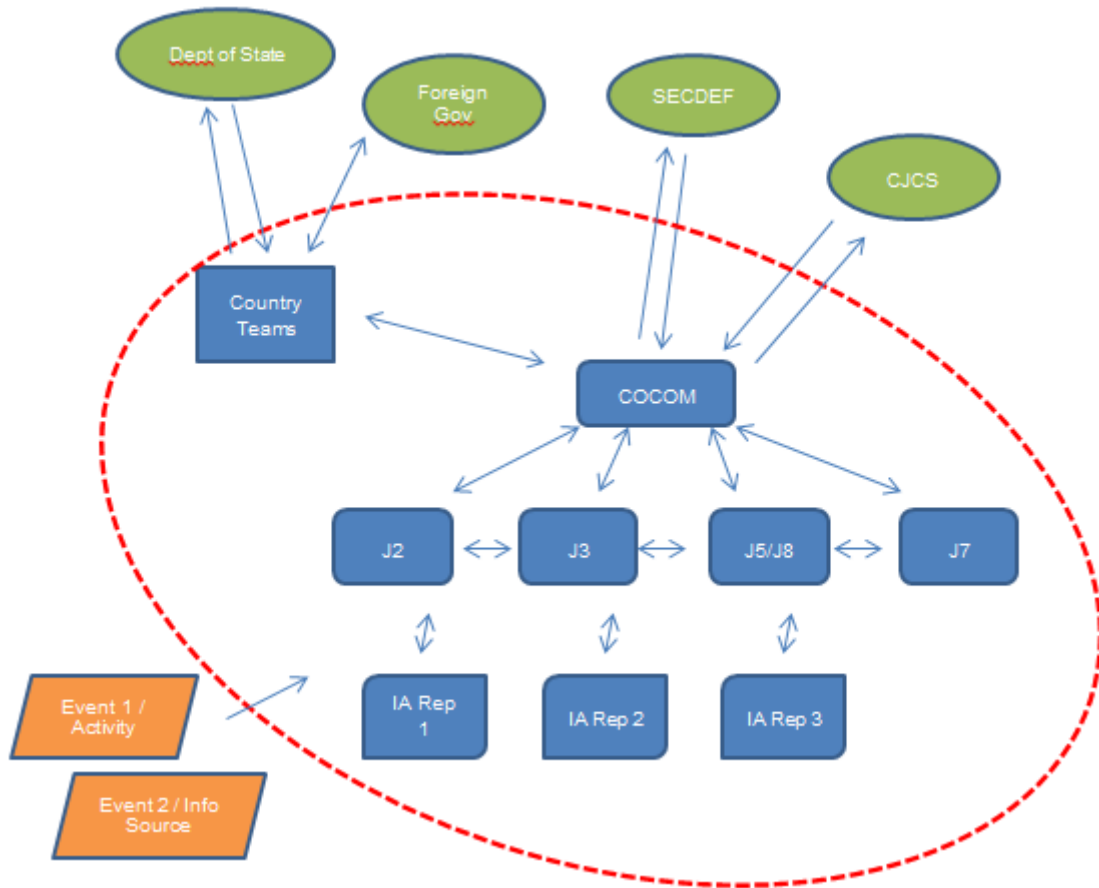 Dept of State
Foreign
Gov
SECDEF
CJCS
Country
Teams
COCOM
J2
J3
J5/J8
J7
IA Rep
1
IA Rep 2
IA Rep 3
Event 1 /
Activity
Event 2 / Info
Source